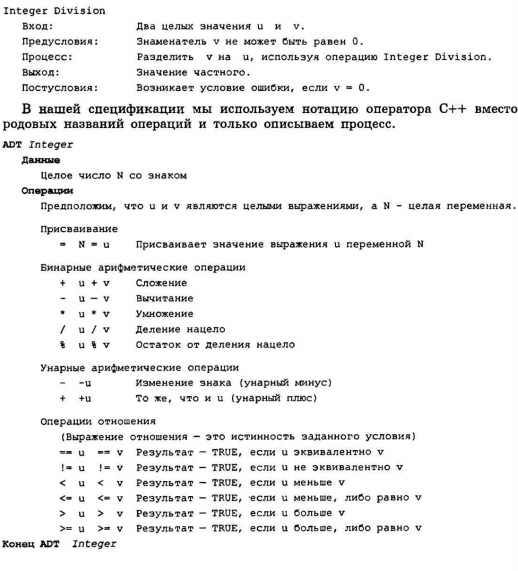 Integer Division
Вход: Два целых значения u и v.
Предусловия: Знаменатель v не может быть равен 0.
Процесс: Разделить v на u, используя операцию Integer Division.
Выход: Значение частного.
Постусловия: Возникает условие ошибки, если v = 0.
В нашей спецификации мы используем нотацию оператора C++ вместо
родовых названий операций и только описываем процесс.
ADT Integer
Данные
Целое число N со знаком
Операции
Предположим, что u и v являются целыми выражениями, а N - целая переменная.
Присваивание
= N = u Присваивает значение выражения u переменной N
Бинарные арифметические операции
+ u + v Сложение
- u — v Вычитание
* u * v Умножение
/ u / v Деление нацело
% u % v Остаток от деления нацело
Унарные арифметические операции
- -u Изменение знака (унарный минус)
+ +u То же, что и u (унарный плюс)
Операции отношения
(Выражение отношения — это истинность заданного условия)
== u == v Результат — TRUE, если u эквивалентно v
!= u != v Результат — TRUE, если u не эквивалентно v
< u < v Результат — TRUE, если u меньше v
<= u <= v Результат — TRUE, если u меньше, либо равно v
> u > v Результат — TRUE, если u больше v
>= u >= v Результат — TRUE, если u больше, либо равно v
Конец ADT Integer